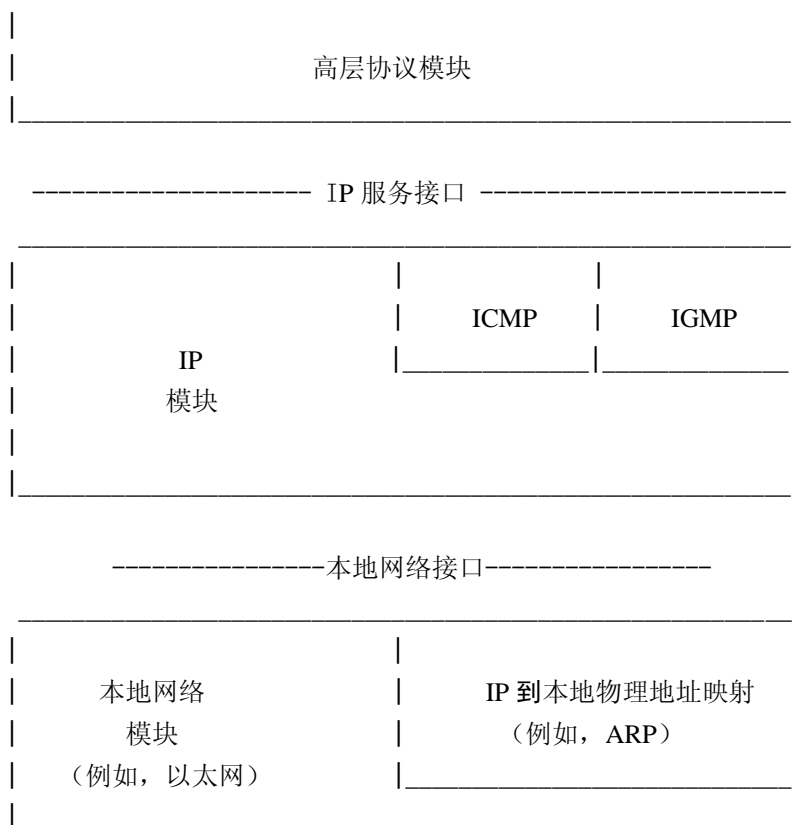 高层协议模块
IP 服务接口
ICMP IGMP
IP
模块
本地网络接口
本地网络 IP 到本地物理地址映射
模块 （例如，ARP）
（例如，以太网）